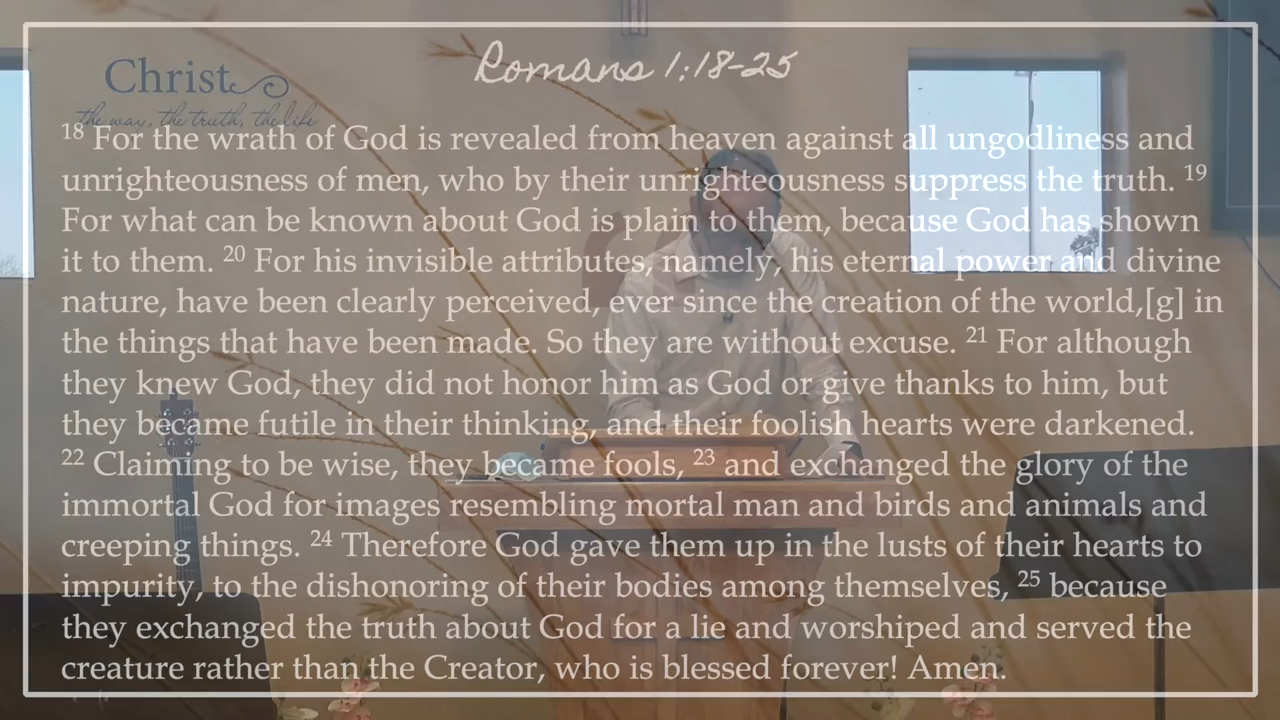 Romans 1:18-25
Christ
the way, the truth, the life
18 For the wrath of God is revealed from heaven against all ungodliness and
unrighteousness of men, who by their unrighteousness suppress the truth. 19
For what can be known about God is plain to them, because God has shown
it to them. 20 For his invisible attributes, namely, his eternal power and divine
nature, have been clearly perceived, ever since the creation of the world,[g] in
the things that have been made. So they are without excuse. 21 For although
they knew God, they did not honor him as God or give thanks to him, but
they became futile in their thinking, and their foolish hearts were darkened.
22 Claiming to be wise, they became fools, 23 and exchanged the glory of the
immortal God for images resembling mortal man and birds and animals and
creeping things. 24 Therefore God gave them up in the lusts of their hearts to
impurity, to the dishonoring of their bodies among themselves, 25 because
they exchanged the truth about God for a lie and worshiped and served the
creature rather than the Creator, who is blessed forever! Amen.